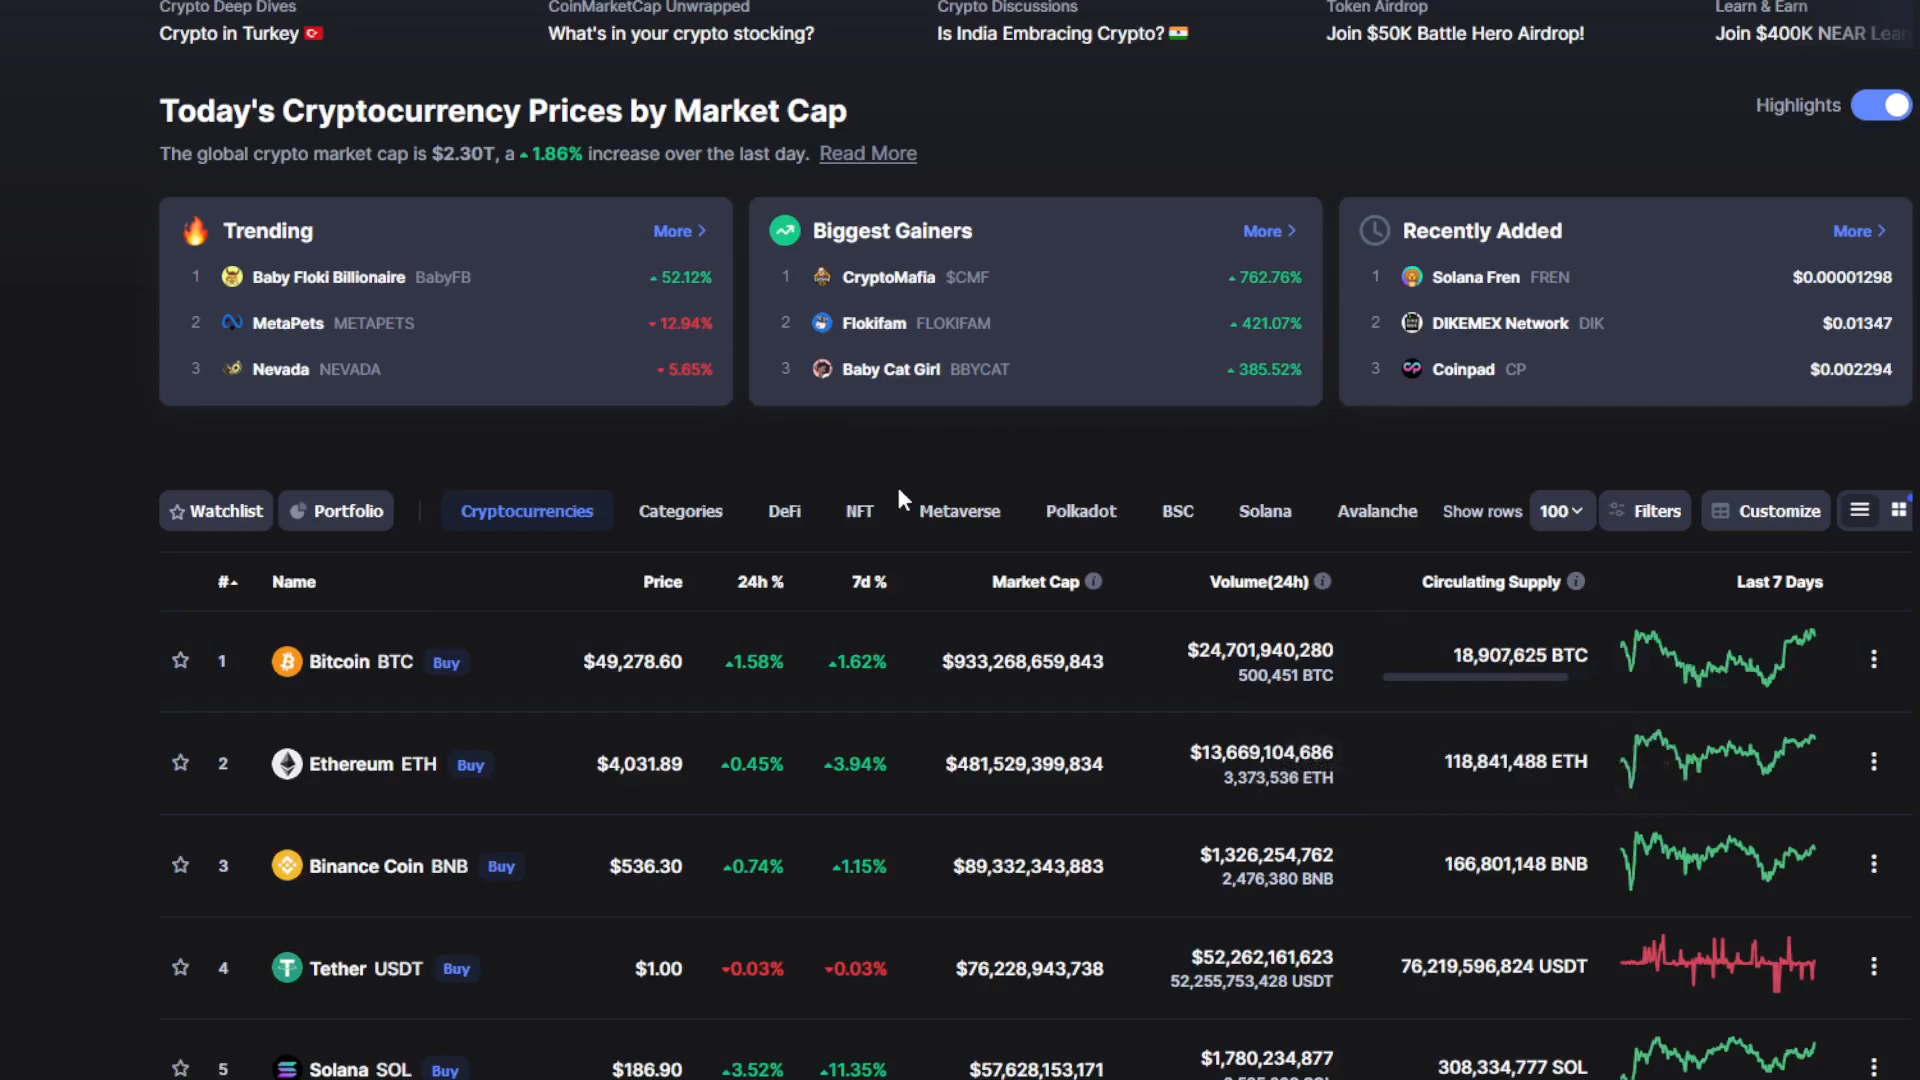 Crypto Deep Dives
CoinMarketCap Unwrapped
Crypto Discussions
Token Airdrop
Learn & Earn
Crypto in Turkey
What's in your crypto stocking?
Is India Embracing Crypto?
Join $50K Battle Hero Airdrop!
Join $400K NEAR Lear
Today's Cryptocurrency Prices by Market Cap
Highlights
The global crypto market cap is $2.30T, a 1.86% increase over the last day. Read More
Trending More
1 Baby Floki Billionaire BabyFB 52.12%
2 MetaPets METAPETS 12.94%
3 Nevada NEVADA 5.65%
Biggest Gainers More
1 CryptoMafia $CMF 762.76%
2 Flokifam FLOKIFAM 421.07%
3 Baby Cat Girl BBYCAT 385.52%
Recently Added More
1 Solana Fren FREN $0.00001298
2 DIKEMEX Network DIK $0.01347
3 Coinpad CP $0.002294
Watchlist Portfolio Cryptocurrencies Categories DeFi NFT Metaverse Polkadot BSC Solana Avalanche Show rows 100 Filters Customize
# Name Price 24h % 7d % Market Cap Volume(24h) Circulating Supply Last 7 Days
1 Bitcoin BTC Buy $49,278.60 1.58% 1.62% $933,268,659,843 $24,701,940,280 18,907,625 BTC
500,451 BTC
2 Ethereum ETH Buy $4,031.89 0.45% 3.94% $481,529,399,834 $13,669,104,686 118,841,488 ETH
3,373,536 ETH
3 Binance Coin BNB Buy $536.30 0.74% 1.15% $89,332,343,883 $1,326,254,762 166,801,148 BNB
2,476,380 BNB
4 Tether USDT Buy $1.00 0.03% 0.03% $76,228,943,738 $52,262,161,623 76,219,596,824 USDT
52,255,753,428 USDT
5 Solana SOL Buy $186.90 3.52% 11.35% $57,628,153,171 $1,780,234,877 308,334,777 SOL